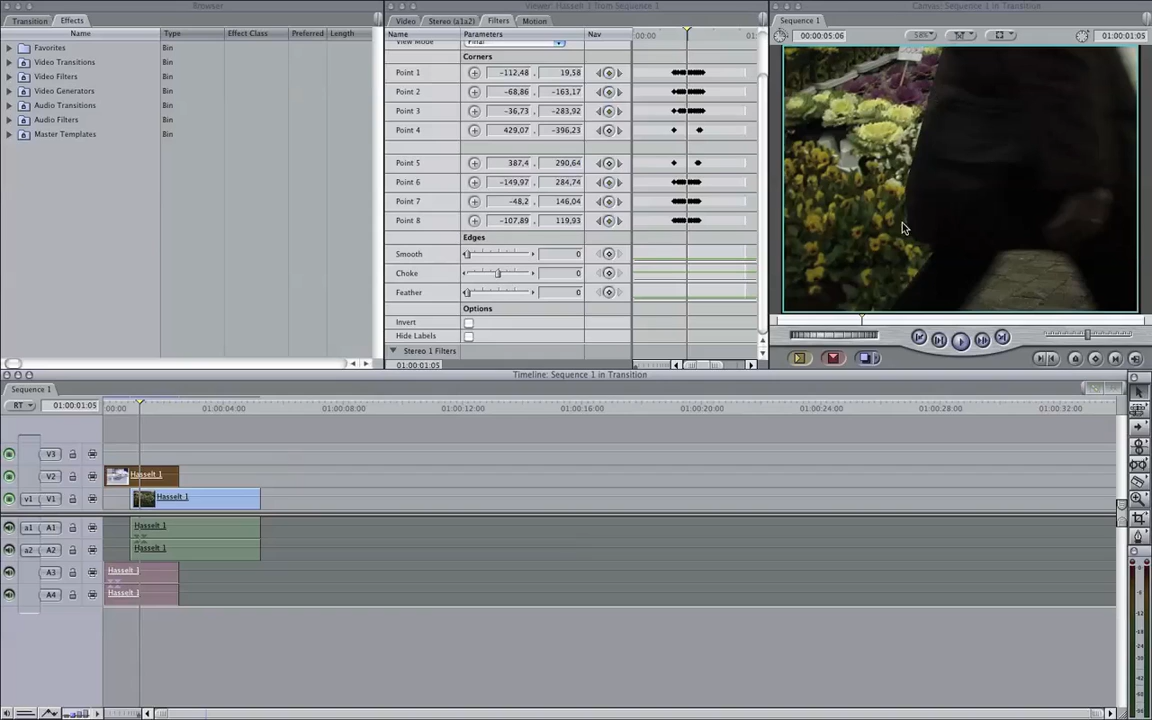 Browser
Viewer: Hasselt 1 from Sequence 1
Canvas: Sequence 1 in Transition
Transition Effects
Video Stereo (a1a2) Filters Motion
Sequence 1
Name Type Effect Class Preferred Length
Name Parameters Nav 00:00
00:00:05:06 58% 01:00:01:05
View Mode Final
Favorites Bin
Video Transitions Bin
Video Filters Bin
Video Generators Bin
Audio Transitions Bin
Audio Filters Bin
Master Templates Bin
Corners
Point 1 -112,48 19,58
Point 2 -68,86 -163,17
Point 3 -36,73 -283,92
Point 4 429,07 -396,23
Point 5 387,4 290,64
Point 6 -149,97 284,74
Point 7 -48,2 146,04
Point 8 -107,89 119,93
Edges
Smooth 0
Choke 0
Feather 0
Options
Invert
Hide Labels
Stereo 1 Filters
01:00:01:05
Timeline: Sequence 1 in Transition
Sequence 1
RT 01:00:01:05 00:00 01:00:04:00 01:00:08:00 01:00:12:00 01:00:16:00 01:00:20:00 01:00:24:00 01:00:28:00 01:00:32:00
V3
V2 Hasselt 1
v1 V1 Hasselt 1
a1 A1 Hasselt 1
a2 A2 Hasselt 1
A3 Hasselt 1
A4 Hasselt 1